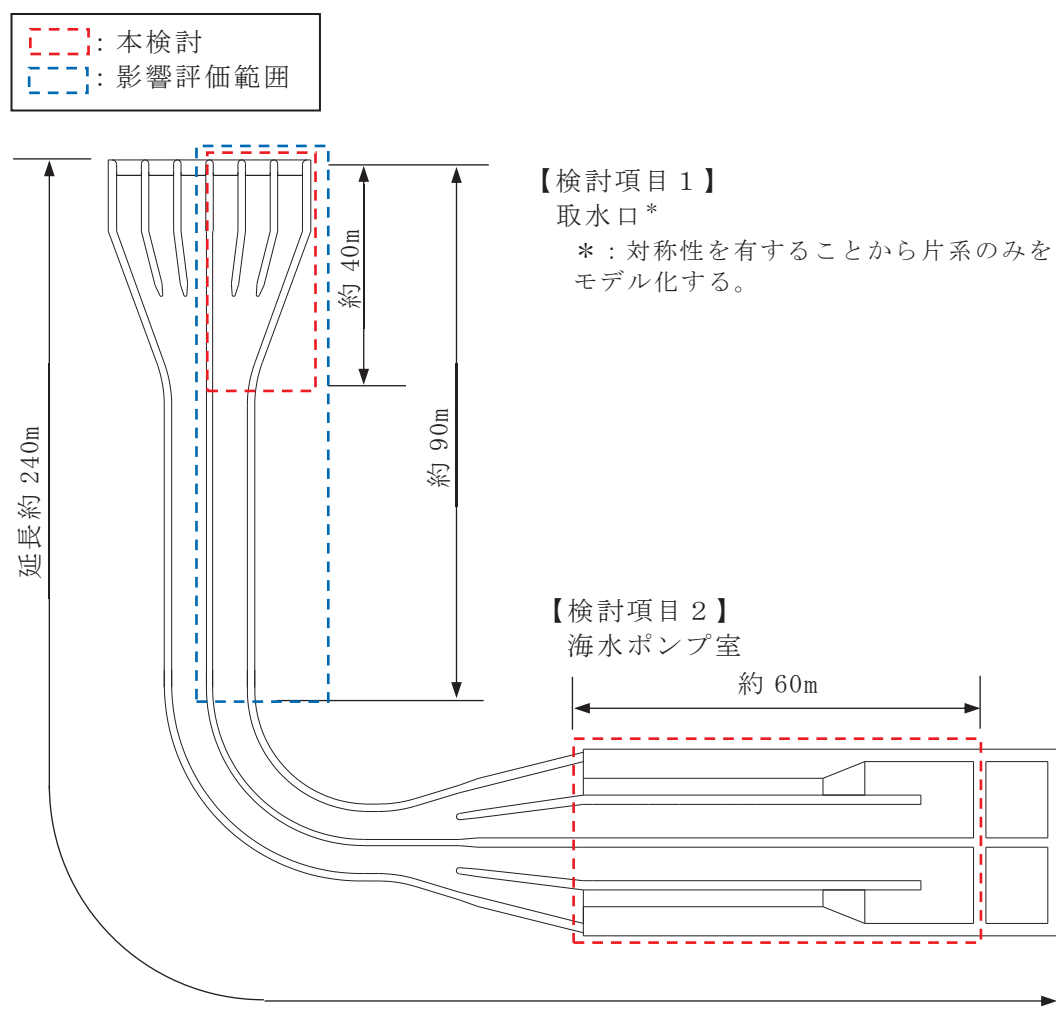 : 本検討
: 影響評価範囲
【検討項目１】
取水口*
＊：対称性を有することから片系のみを
モデル化する。
約 40m
約 90m
延長約 240m
【検討項目２】
海水ポンプ室
約 60m